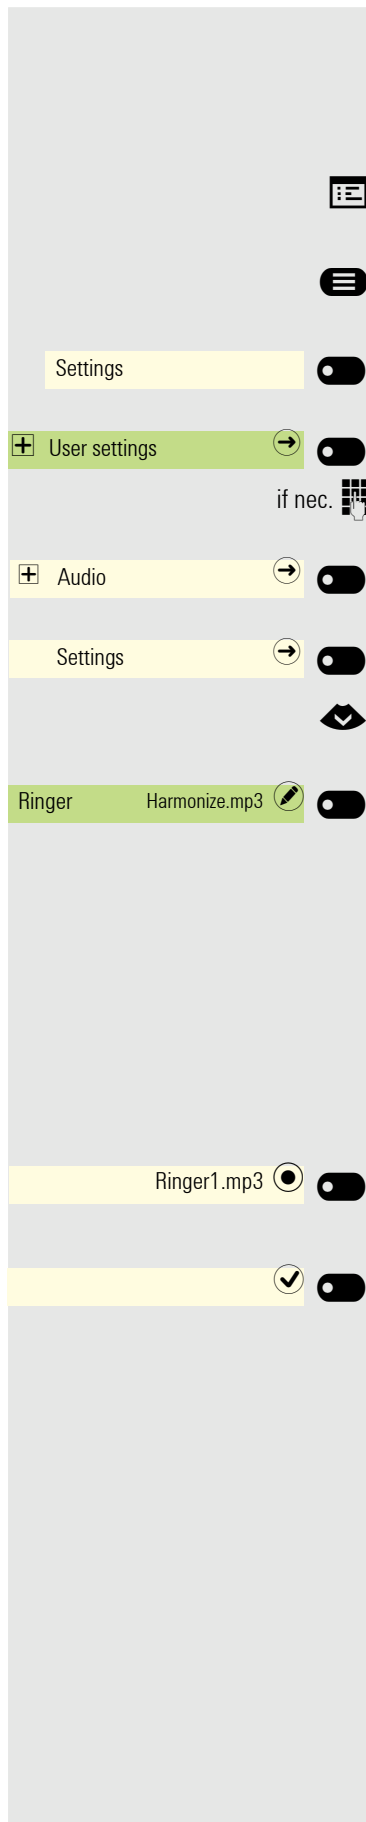 Settings
User settings
if nec.
Audio
Settings
Ringer Harmonize.mp3
Ringer1.mp3